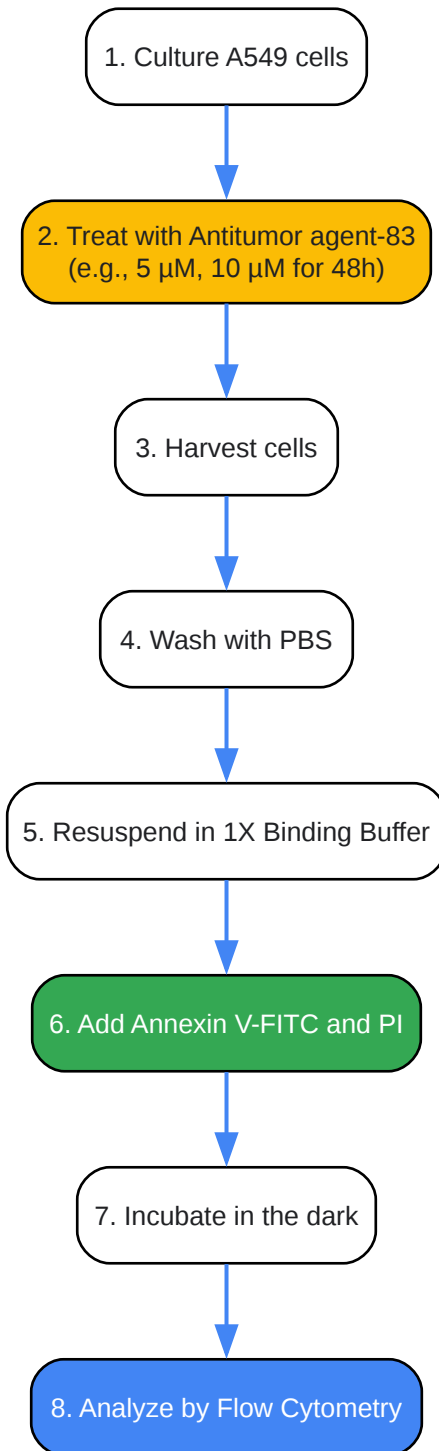 1. Culture A549 cells
2. Treat with Antitumor agent-83
(e.g., 5 µM, 10 µM for 48h)
3. Harvest cells
4. Wash with PBS
5. Resuspend in 1X Binding Buffer
6. Add Annexin V-FITC and PI
7. Incubate in the dark
8. Analyze by Flow Cytometry